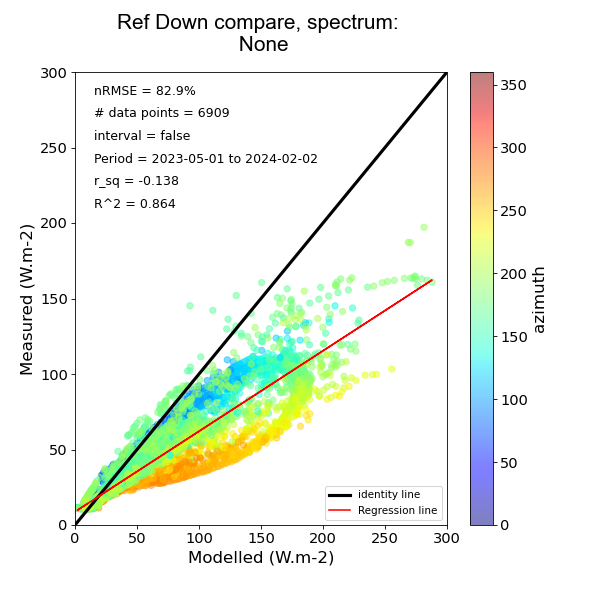 Ref Down compare, spectrum:
None
nRMSE = 82.9%
# data points = 6909
interval = false
Period = 2023-05-01 to 2024-02-02
r_sq = -0.138
R^2 = 0.864
300
250
200
150
100
50
0
Measured (W.m-2)
0
50
100
150
200
250
300
Modelled (W.m-2)
identity line
Regression line
350
300
250
200
150
100
50
0
azimuth